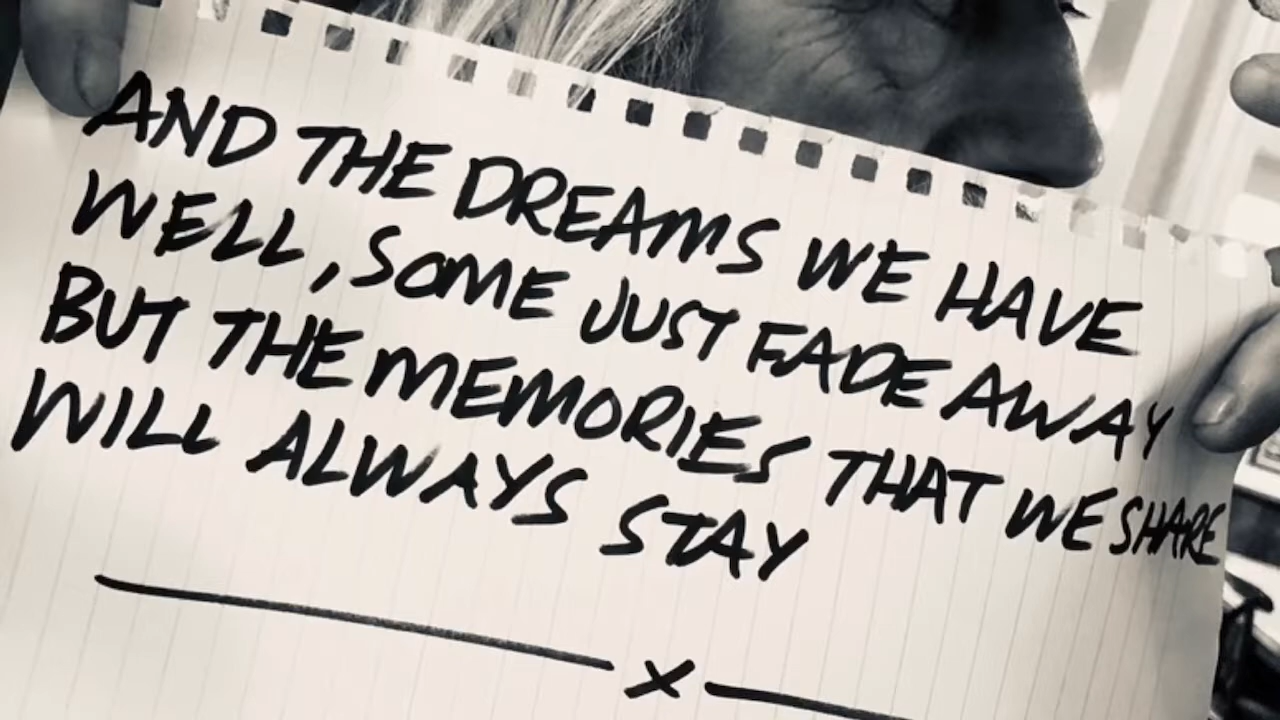 AND THE DREAMS WE HAVE
WELL, SOME JUST FADE AWAY
BUT THE MEMORIES THAT WE SHARE
WILL ALWAYS STAY
x